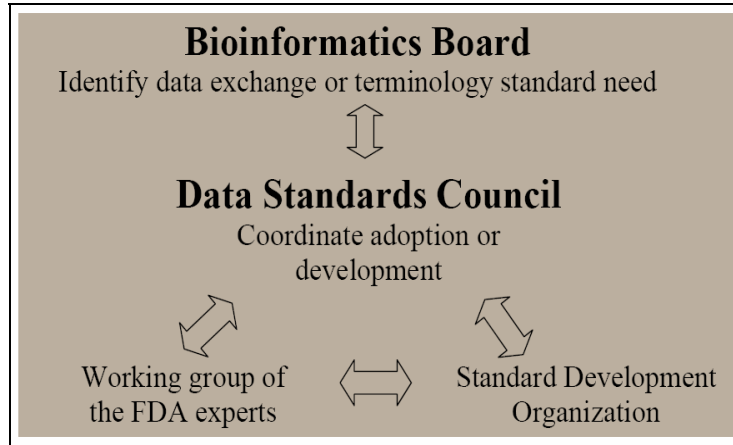 Bioinformatics Board
Identify data exchange or terminology standard need
Data Standards Council
Coordinate adoption or
development
Working group of
the FDA experts
Standard Development
Organization